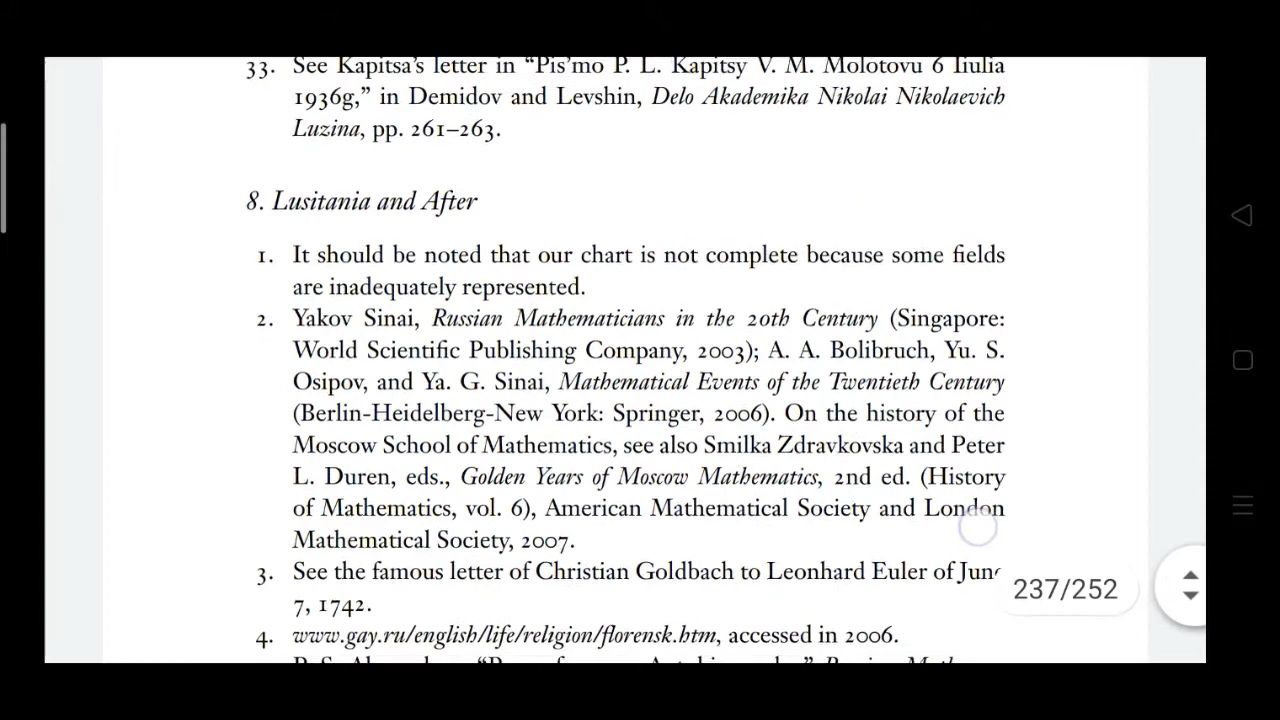 33. See Kapitsa's letter in “Pis'mo P. L. Kapitsy V. M. Molotovu 6 Iiulia
1936g,” in Demidov and Levshin, Delo Akademika Nikolai Nikolaevich
Luzina, pp. 261–263.
8. Lusitania and After
1. It should be noted that our chart is not complete because some fields
are inadequately represented.
2. Yakov Sinai, Russian Mathematicians in the 20th Century (Singapore:
World Scientific Publishing Company, 2003); A. A. Bolibruch, Yu. S.
Osipov, and Ya. G. Sinai, Mathematical Events of the Twentieth Century
(Berlin-Heidelberg-New York: Springer, 2006). On the history of the
Moscow School of Mathematics, see also Smilka Zdravkovska and Peter
L. Duren, eds., Golden Years of Moscow Mathematics, 2nd ed. (History
of Mathematics, vol. 6), American Mathematical Society and London
Mathematical Society, 2007.
3. See the famous letter of Christian Goldbach to Leonhard Euler of June
7, 1742.
237/252
4. www.gay.ru/english/life/religion/florensk.htm, accessed in 2006.